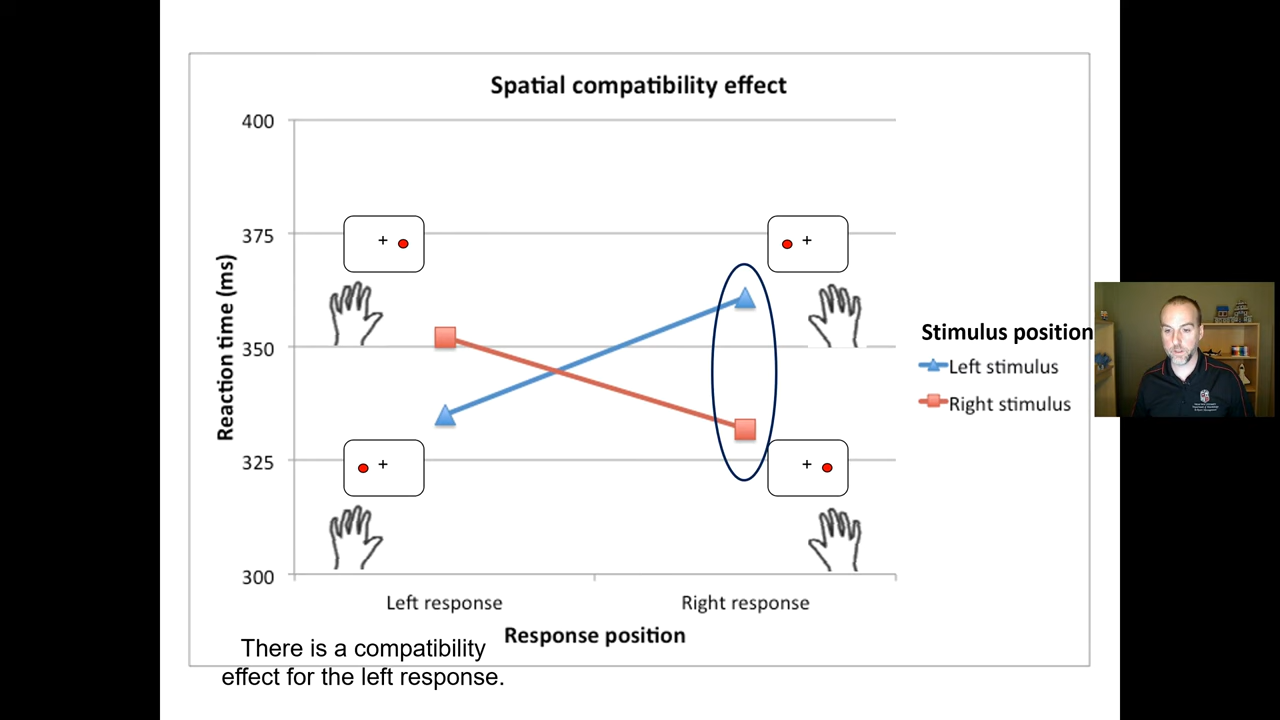 Spatial compatibility effect
400
375
350
325
300
Reaction time (ms)
+
+
+
+
Left response
Right response
Response position
Stimulus position
Left stimulus
Right stimulus
There is a compatibility
effect for the left response.